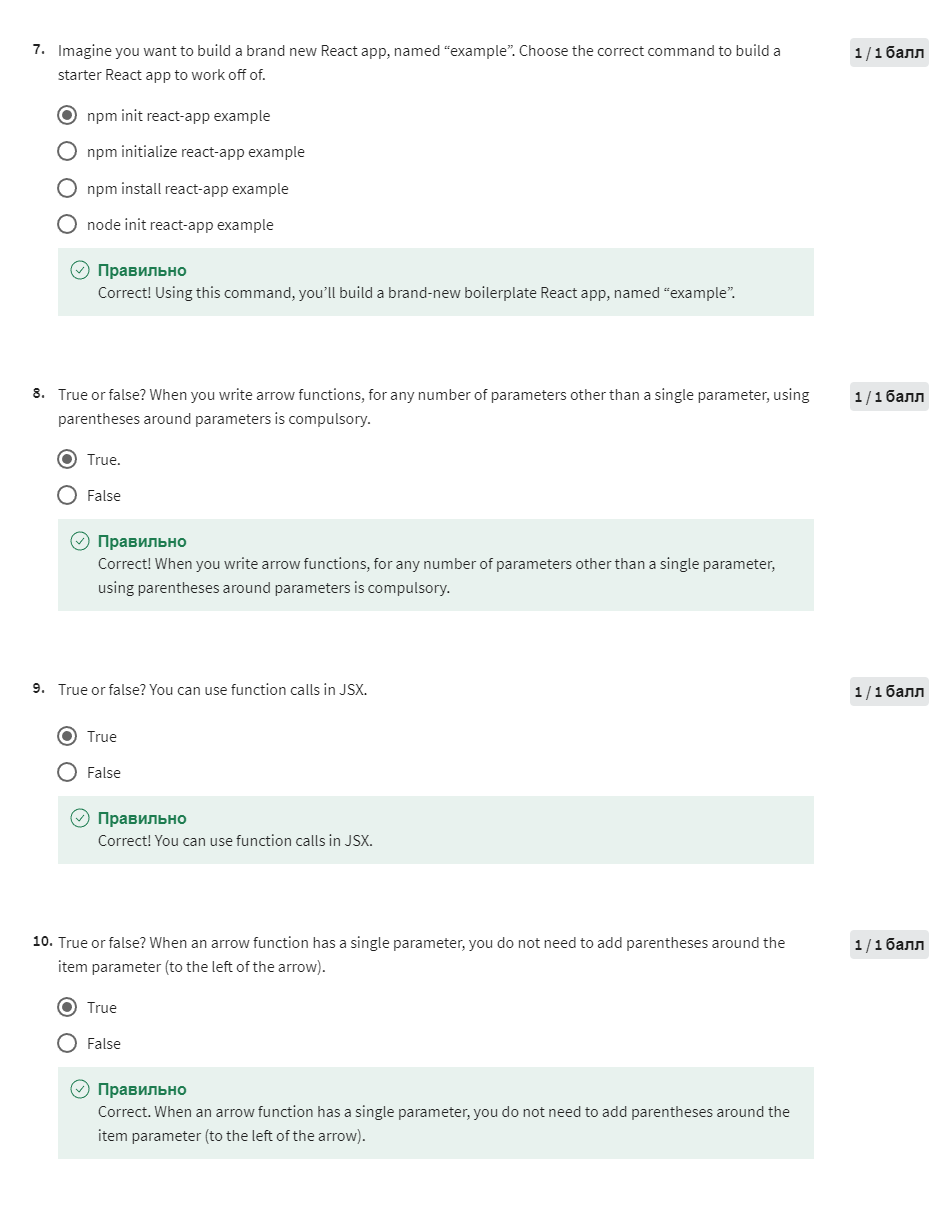 7. Imagine you want to build a brand new React app, named “example”. Choose the correct command to build a
1 / 1 балл
starter React app to work off of.
npm init react-app example
npm initialize react-app example
npm install react-app example
node init react-app example
Правильно
Correct! Using this command, you’ll build a brand-new boilerplate React app, named “example”.
8. True or false? When you write arrow functions, for any number of parameters other than a single parameter, using
1 / 1 балл
parentheses around parameters is compulsory.
True.
False
Правильно
Correct! When you write arrow functions, for any number of parameters other than a single parameter,
using parentheses around parameters is compulsory.
9. True or false? You can use function calls in JSX.
1 / 1 балл
True
False
Правильно
Correct! You can use function calls in JSX.
10. True or false? When an arrow function has a single parameter, you do not need to add parentheses around the
1 / 1 балл
item parameter (to the left of the arrow).
True
False
Правильно
Correct. When an arrow function has a single parameter, you do not need to add parentheses around the
item parameter (to the left of the arrow).